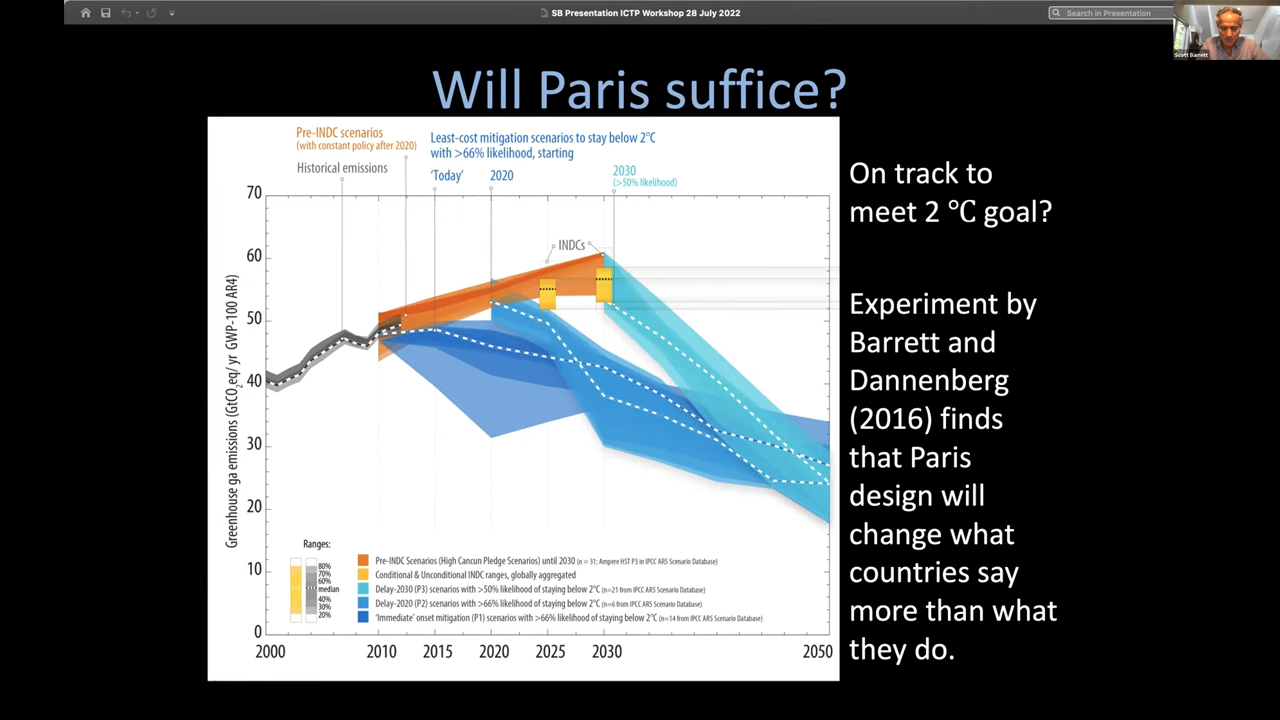 SB Presentation ICTP Workshop 28 July 2022
Search in Presentation
Scott Barrett
Will Paris suffice?
Pre-INDC scenarios
(with constant policy after 2020)
Historical emissions
Least-cost mitigation scenarios to stay below 2°C
with >66% likelihood, starting
'Today'
2020
2030
(>50% likelihood)
INDCs
70
60
50
40
30
20
10
0
Greenhouse ga emissions (GtCO₂eq/ yr GWP-100 AR4)
Ranges:
80%
70%
60%
median
40%
30%
20%
Pre-INDC Scenarios (High Cancun Pledge Scenarios) until 2030 (n = 31; Ampere HST P3 in IPCC AR5 Scenario Database)
Conditional & Unconditional INDC ranges, globally aggregated
Delay-2030 (P3) scenarios with >50% likelihood of staying below 2°C (n=21 from IPCC AR5 Scenario Database)
Delay-2020 (P2) scenarios with >66% likelihood of staying below 2°C (n=6 from IPCC AR5 Scenario Database)
'Immediate' onset mitigation (P1) scenarios with >66% likelihood of staying below 2°C (n=14 from IPCC AR5 Scenario Database)
2000
2010
2015
2020
2025
2030
2050
On track to
meet 2 ℃ goal?
Experiment by
Barrett and
Dannenberg
(2016) finds
that Paris
design will
change what
countries say
more than what
they do.